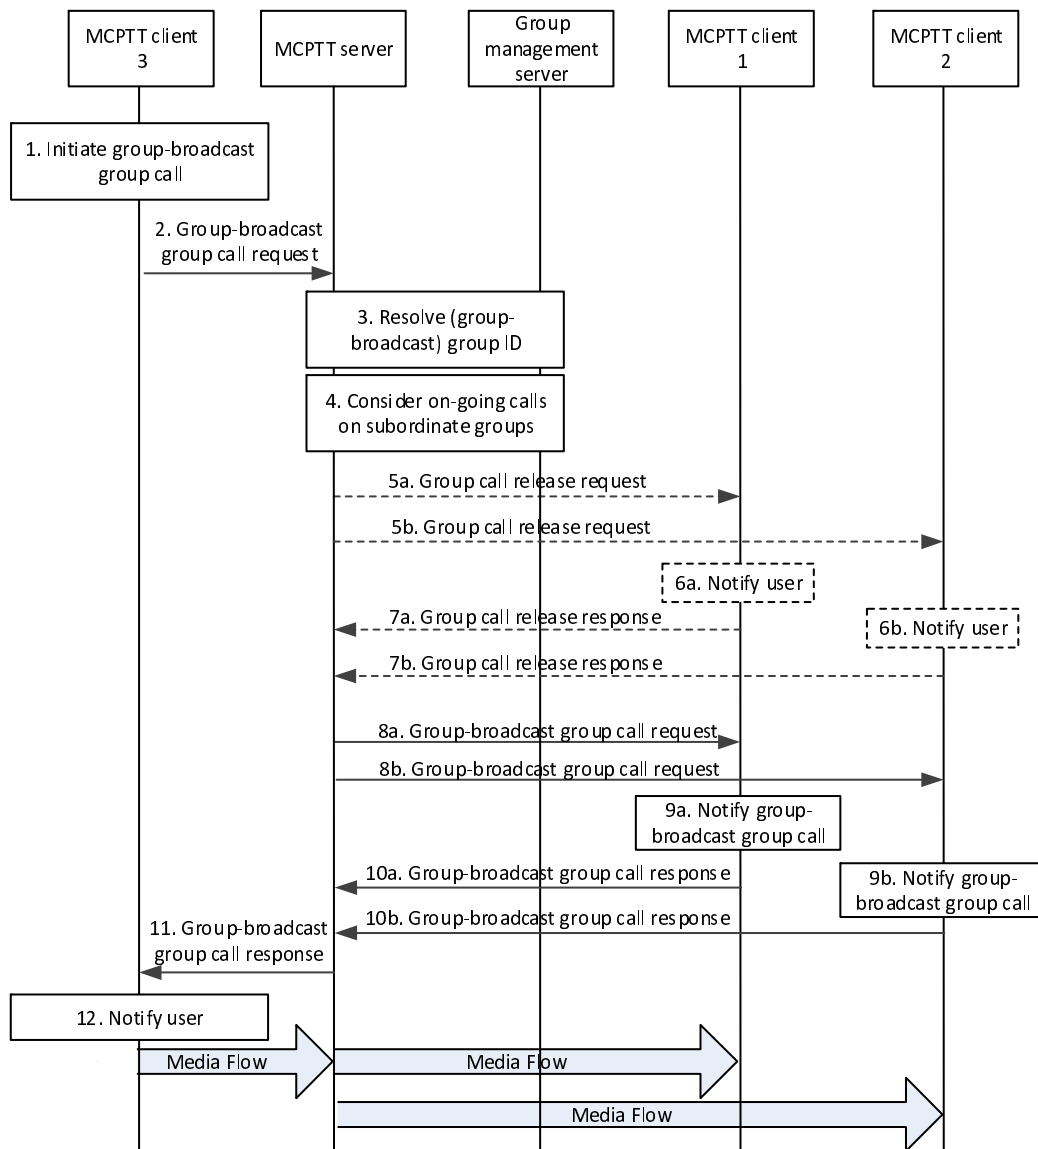 MCPTT client
3
MCPTT server
Group
management
server
MCPTT client
1
MCPTT client
2
1. Initiate group-broadcast
group call
2. Group-broadcast
group call request
3. Resolve (group-
broadcast) group ID
4. Consider on-going calls
on subordinate groups
5a. Group call release request
5b. Group call release request
6a. Notify user
7a. Group call release response
6b. Notify user
7b. Group call release response
8a. Group-broadcast group call request
8b. Group-broadcast group call request
9a. Notify group-
broadcast group call
10a. Group-broadcast group call response
9b. Notify group-
broadcast group call
10b. Group-broadcast group call response
11. Group-broadcast
group call response
12. Notify user
Media Flow
Media Flow
Media Flow